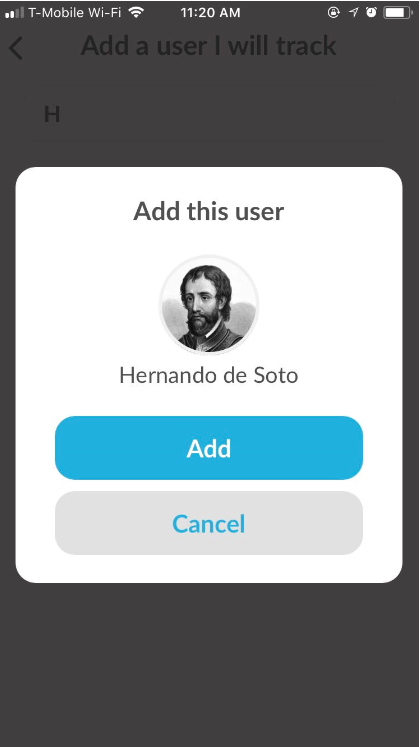 T-Mobile Wi-Fi 11:20 AM
Add a user I will track
H
Add this user
Hernando de Soto
Add
Cancel